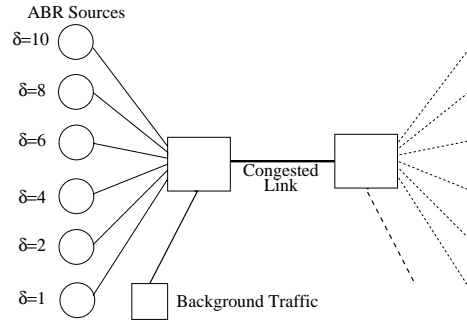 ABR Sources
δ=10
δ=8
δ=6
δ=4
δ=2
δ=1
Congested
Link
Background Traffic